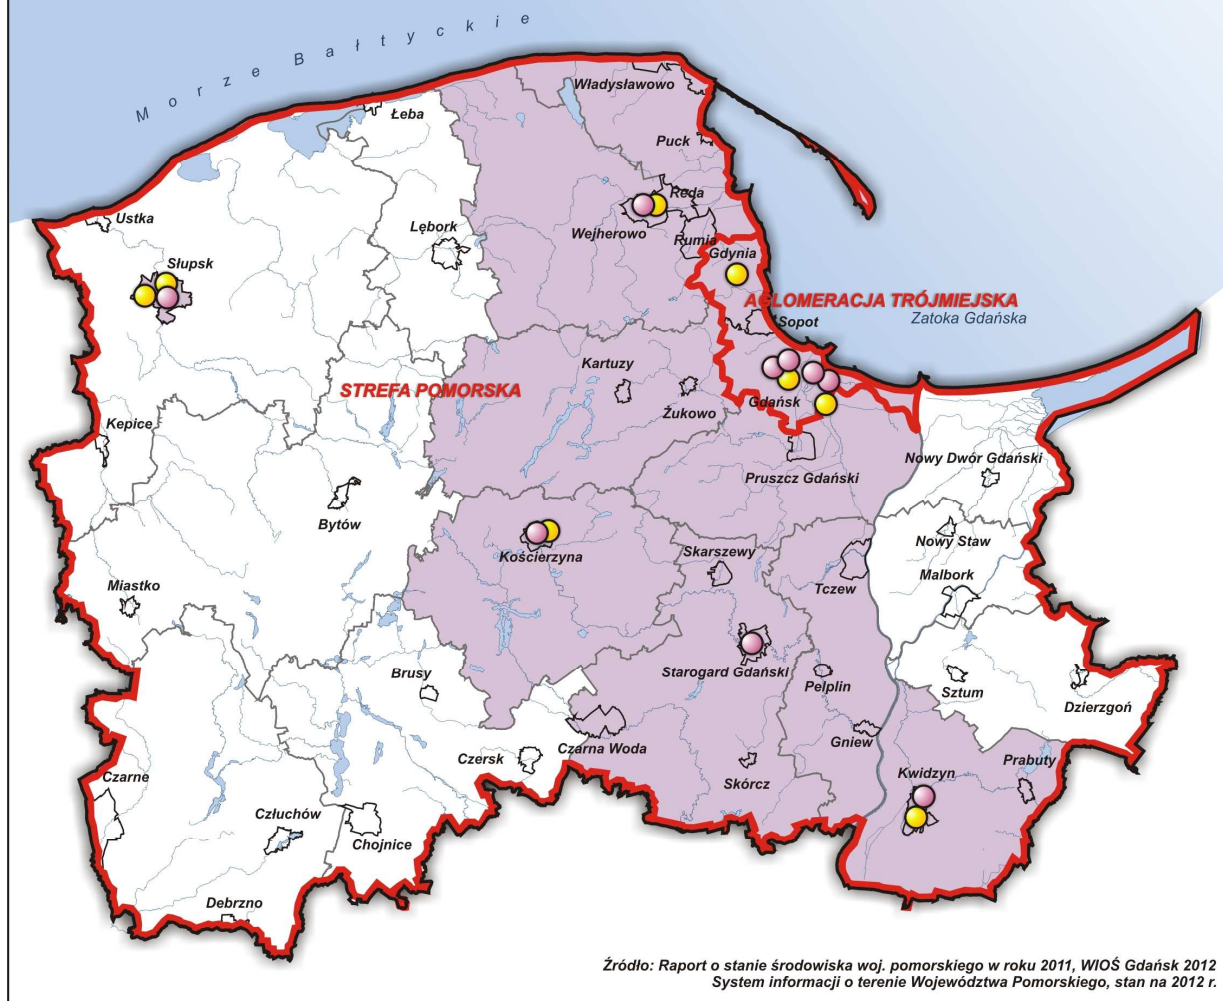 Morze Bałtyckie
Władysławowo
Łeba
Puck
Reda
Ustka
Lębork
Wejherowo
Rumia
Gdynia
Słupsk
AGLOMERACJA TRÓJMIEJSKA
Sopot
Zatoka Gdańska
Kartuzy
STREFA POMORSKA
Żukowo
Gdańsk
Kępice
Nowy Dwór Gdański
Pruszcz Gdański
Bytów
Nowy Staw
Kościerzyna
Skarszewy
Malbork
Miastko
Tczew
Brusy
Starogard Gdański
Pelplin
Sztum
Dzierzgoń
Gniew
Czarna Woda
Czersk
Prabuty
Kwidzyn
Czarne
Skórcz
Człuchów
Chojnice
Debrzno
Źródło: Raport o stanie środowiska woj. pomorskiego w roku 2011, WIOŚ Gdańsk 2012
System informacji o terenie Województwa Pomorskiego, stan na 2012 r.